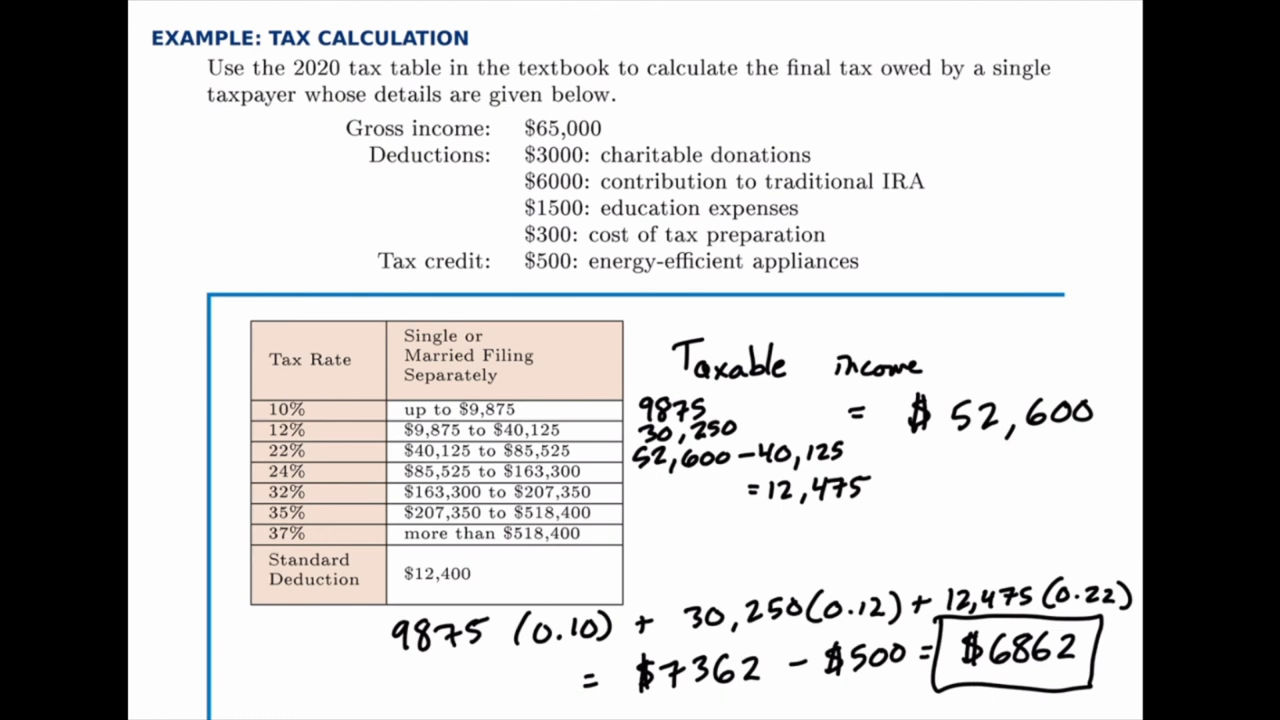 EXAMPLE: TAX CALCULATION
Use the 2020 tax table in the textbook to calculate the final tax owed by a single
taxpayer whose details are given below.
Gross income: $65,000
Deductions: $3000: charitable donations
$6000: contribution to traditional IRA
$1500: education expenses
$300: cost of tax preparation
Tax credit: $500: energy-efficient appliances
Tax Rate
Single or
Married Filing
Separately
10% up to $9,875
12% $9,875 to $40,125
22% $40,125 to $85,525
24% $85,525 to $163,300
32% $163,300 to $207,350
35% $207,350 to $518,400
37% more than $518,400
Standard
Deduction
$12,400
Taxable income
= $ 52,600
9875
30,250
52,600 - 40,125
= 12,475
9875 (0.10) + 30,250(0.12) + 12,475(0.22)
= $7362 - $500 = $6862